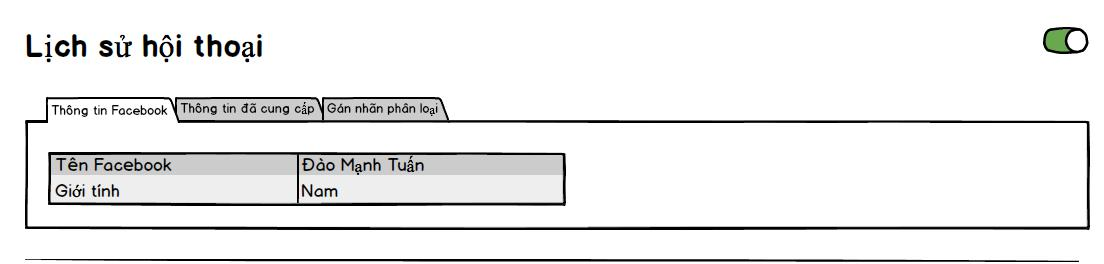 Lịch sử hội thoại
Thông tin Facebook Thông tin đã cung cấp Gán nhãn phân loại
Tên Facebook Đào Mạnh Tuấn
Giới tính Nam